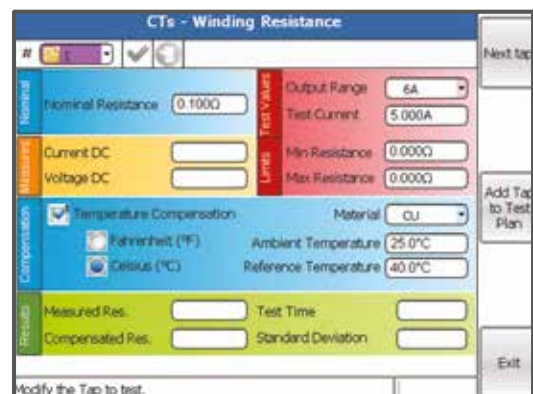 CTs - Winding Resistance
# 1
Next tap
Nominal
Nominal Resistance 0.100Ω
Test Values
Output Range 6A
Test Current 5.000A
Measures
Current DC
Voltage DC
Limits
Min Resistance 0.000Ω
Max Resistance 0.000Ω
Add Tap
to Test
Plan
Compensation
Temperature Compensation
Material CU
Fahrenheit (°F)
Ambient Temperature 25.0°C
Celsius (°C)
Reference Temperature 40.0°C
Results
Measured Res.
Test Time
Compensated Res.
Standard Deviation
Exit
Modify the Tap to test.